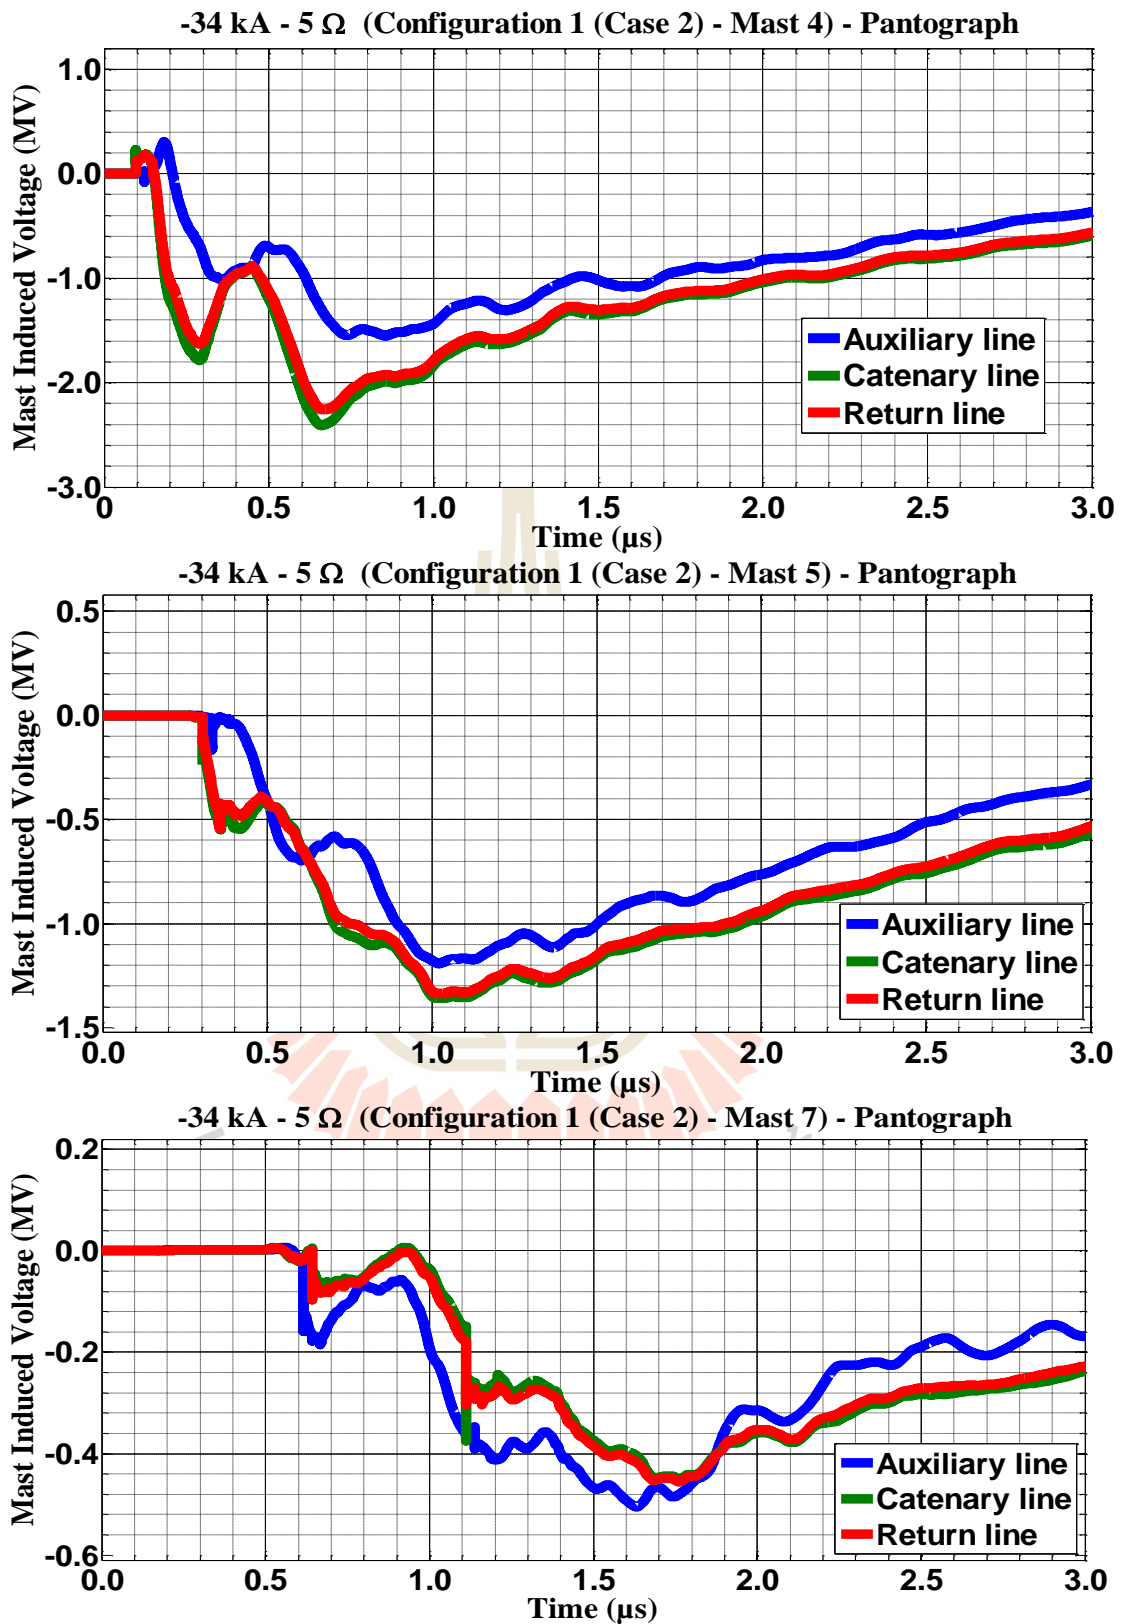 -34 kA - 5 Ω (Configuration 1 (Case 2) - Mast 4) - Pantograph
Mast Induced Voltage (MV)
1.0
0.0
-1.0
-2.0
-3.0
Auxiliary line
Catenary line
Return line
0 0.5 1.0 1.5 2.0 2.5 3.0
Time (µs)
-34 kA - 5 Ω (Configuration 1 (Case 2) - Mast 5) - Pantograph
Mast Induced Voltage (MV)
0.5
0.0
-0.5
-1.0
-1.5
Auxiliary line
Catenary line
Return line
0.0 0.5 1.0 1.5 2.0 2.5 3.0
Time (µs)
-34 kA - 5 Ω (Configuration 1 (Case 2) - Mast 7) - Pantograph
Mast Induced Voltage (MV)
0.2
0.0
-0.2
-0.4
-0.6
Auxiliary line
Catenary line
Return line
0.0 0.5 1.0 1.5 2.0 2.5 3.0
Time (µs)